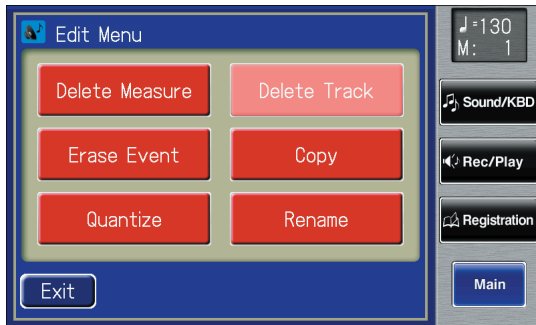 Edit Menu
Delete Measure
Delete Track
Erase Event
Copy
Quantize
Rename
Exit
♩=130
M: 1
Sound/KBD
Rec/Play
Registration
Main